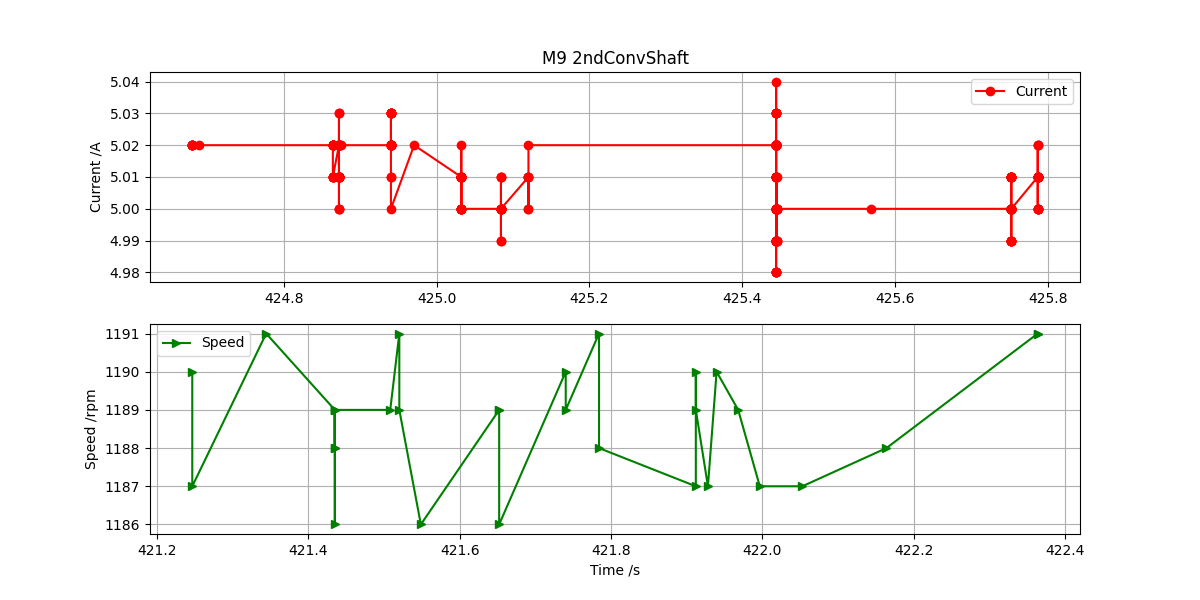 M9 2ndConvShaft
Current /A
5.04
5.03
5.02
5.01
5.00
4.99
4.98
Current
424.8 425.0 425.2 425.4 425.6 425.8
Speed /rpm
1191
1190
1189
1188
1187
1186
Speed
421.2 421.4 421.6 421.8 422.0 422.2 422.4
Time /s